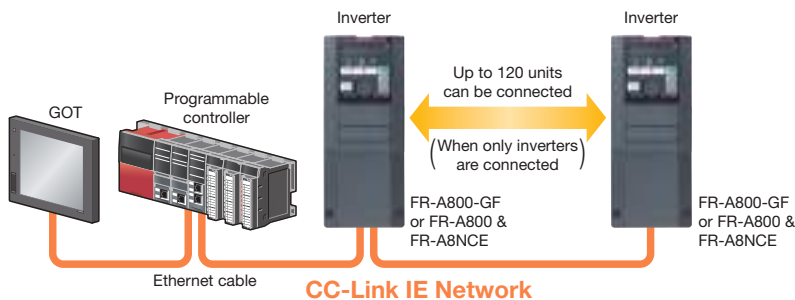 Inverter
Inverter
Up to 120 units
can be connected
(When only inverters
are connected)
GOT
Programmable
controller
FR-A800-GF
or FR-A800 &
FR-A8NCE
FR-A800-GF
or FR-A800 &
FR-A8NCE
Ethernet cable
CC-Link IE Network